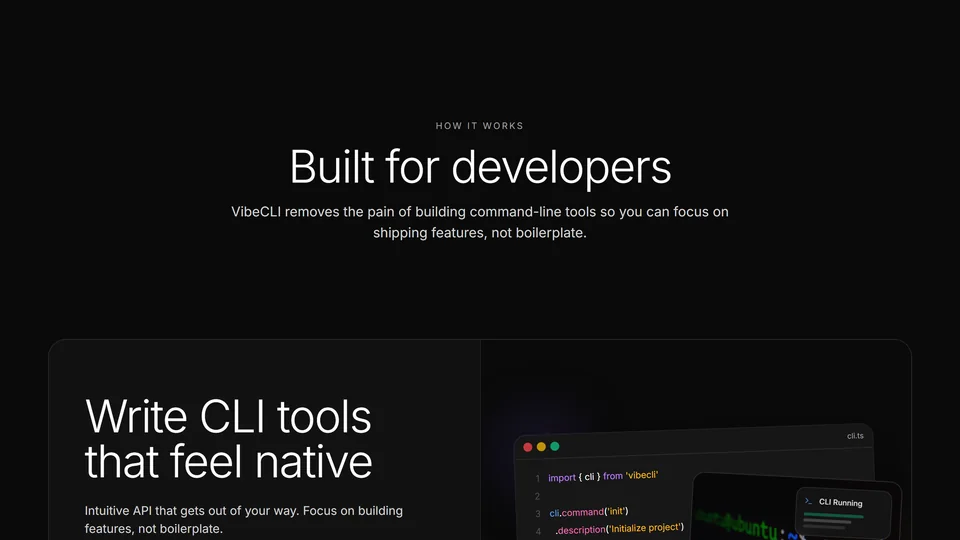 HOW IT WORKS
Built for developers
VibeCLI removes the pain of building command-line tools so you can focus on
shipping features, not boilerplate.
Write CLI tools
that feel native
Intuitive API that gets out of your way. Focus on building
features, not boilerplate.
cli.ts
1 import { cli } from 'vibecli'
2
3 cli.command('init')
4 .description('Initialize project')
>_ CLI Running